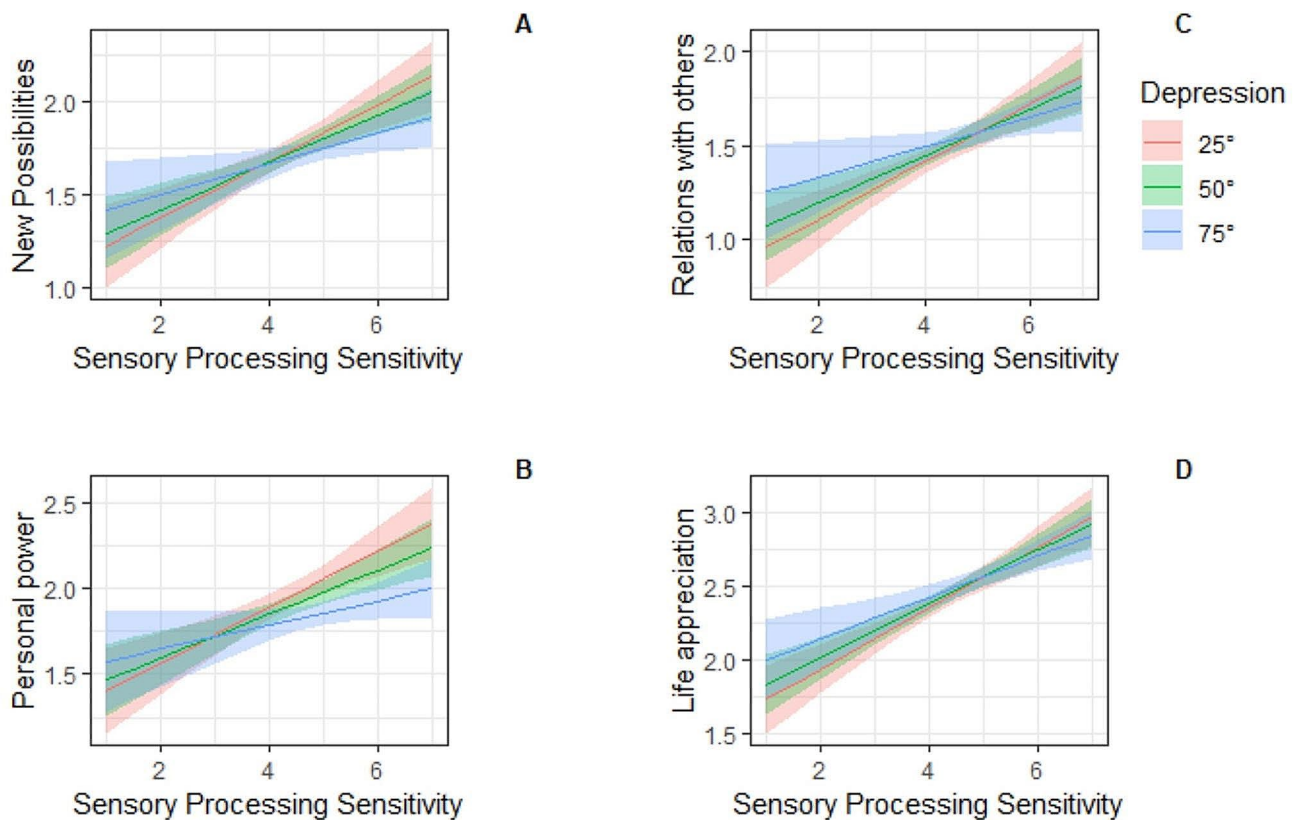 A
New Possibilities
2.0
1.5
1.0
2 4 6
Sensory Processing Sensitivity
C
Relations with others
2.0
1.5
1.0
2 4 6
Sensory Processing Sensitivity
Depression
25°
50°
75°
B
Personal power
2.5
2.0
1.5
2 4 6
Sensory Processing Sensitivity
D
Life appreciation
3.0
2.5
2.0
1.5
2 4 6
Sensory Processing Sensitivity